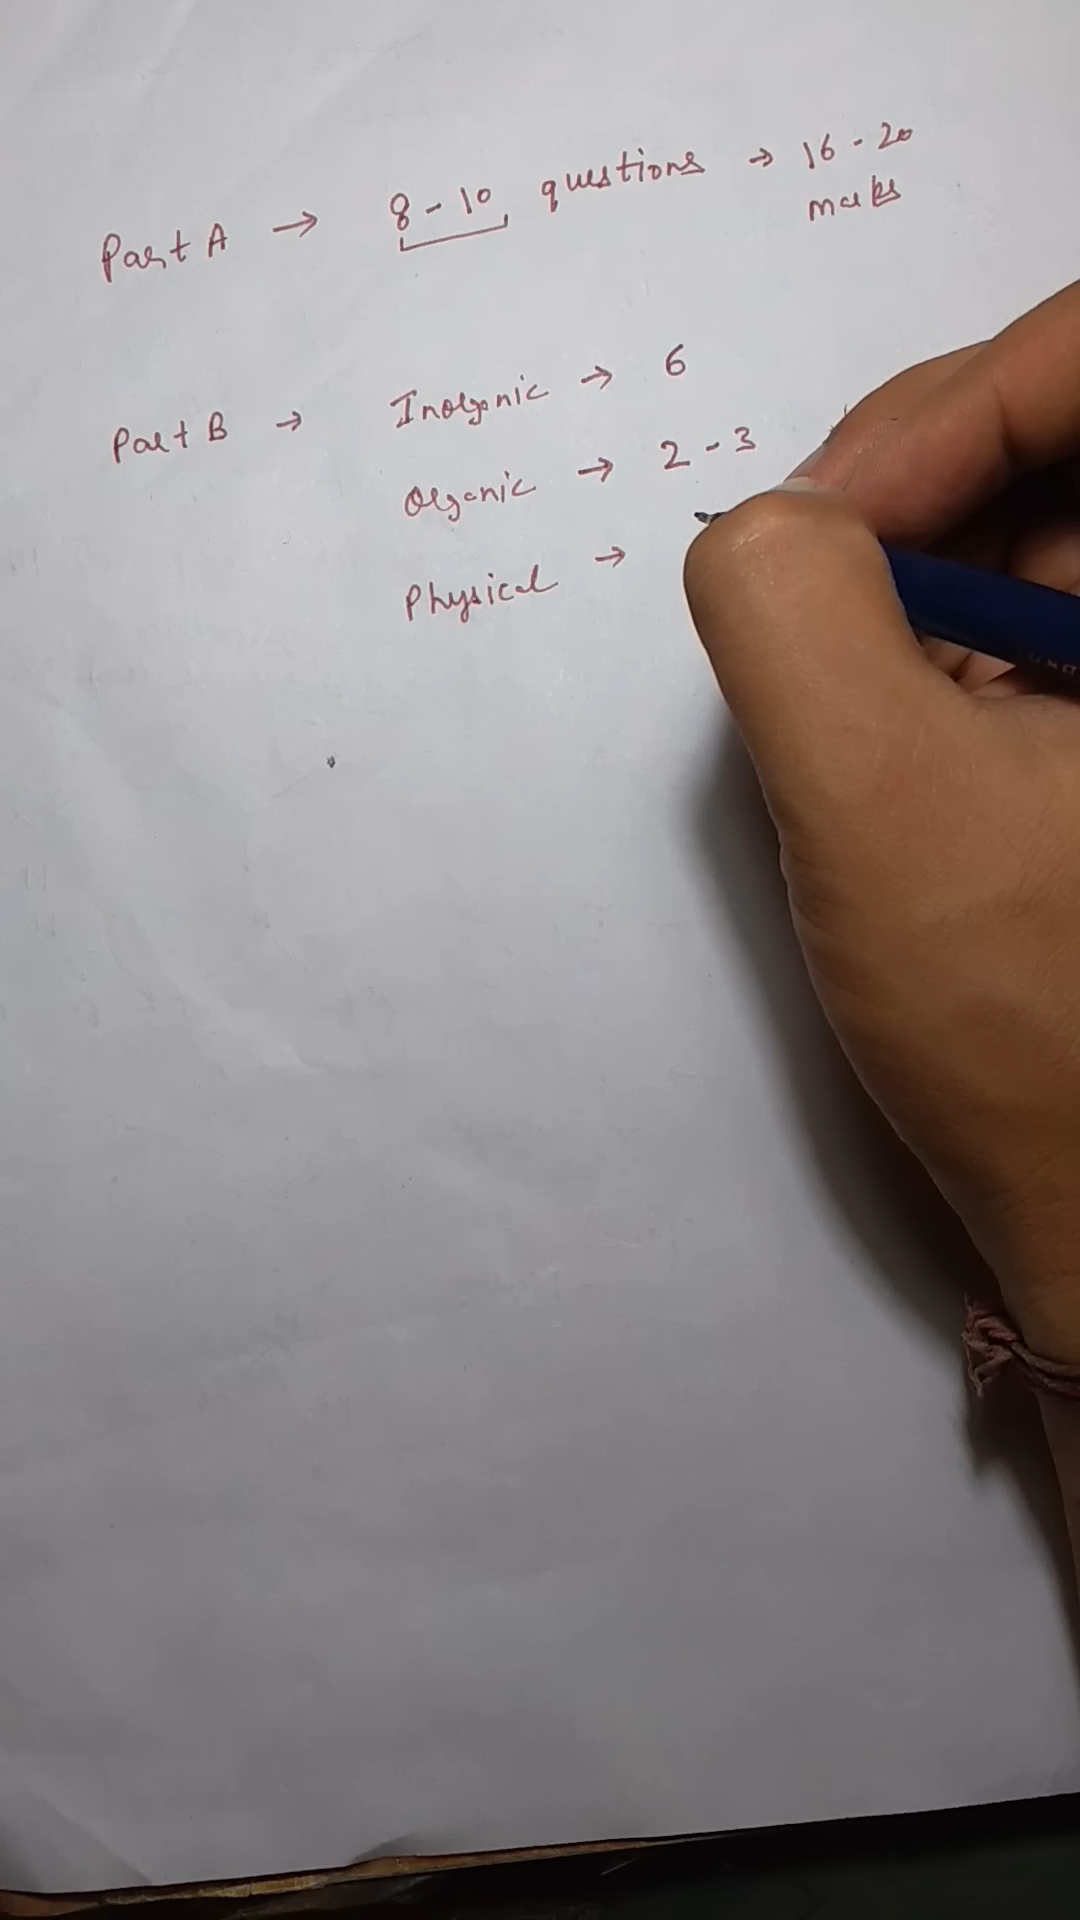 Part A → 8-10 questions → 16-20
marks
Part B → Inorganic → 6
Organic → 2-3
Physical →